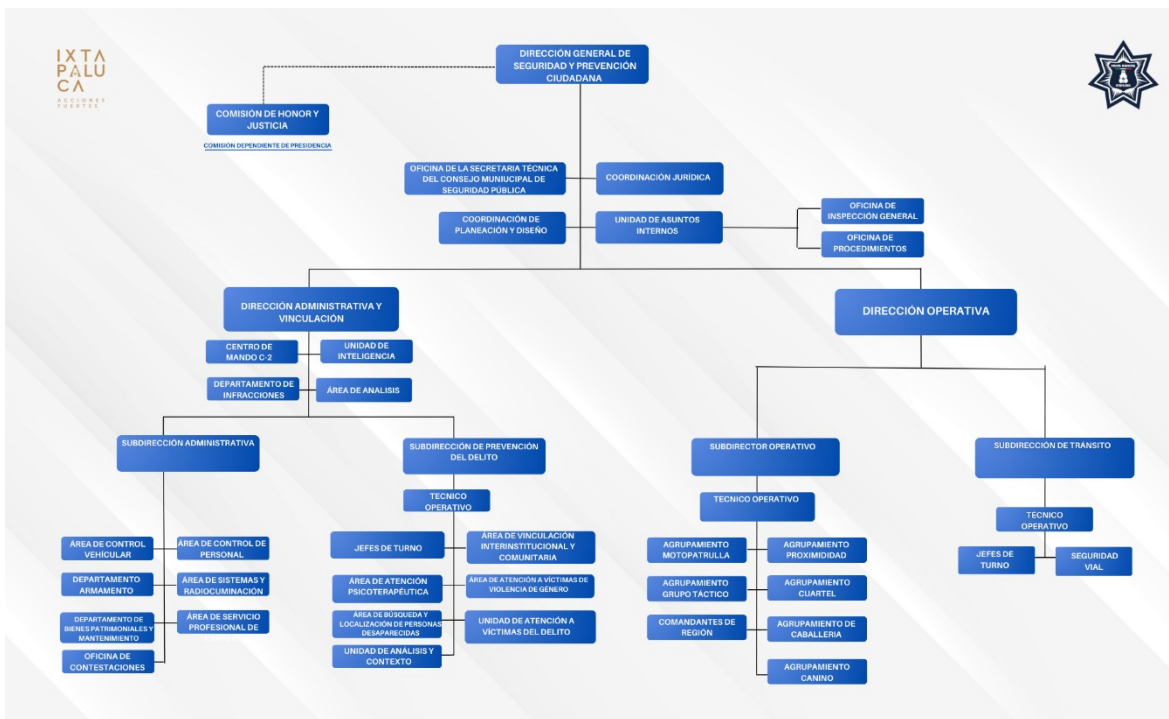 IXTA
PALU
CA
ACCIONES
FUERTES
DIRECCIÓN GENERAL DE
SEGURIDAD Y PREVENCIÓN
CIUDADANA
COMISIÓN DE HONOR Y
JUSTICIA
COMISIÓN DEPENDIENTE DE PRESIDENCIA
OFICINA DE LA SECRETARIA TÉCNICA
DEL CONSEJO MUNIUCIPAL DE
SEGURIDAD PÚBLICA
COORDINACIÓN JURÍDICA
COORDINACIÓN DE
PLANEACIÓN Y DISEÑO
UNIDAD DE ASUNTOS
INTERNOS
OFICINA DE
INSPECCIÓN GENERAL
OFICINA DE
PROCEDIMIENTOS
DIRECCIÓN ADMINISTRATIVA Y
VINCULACIÓN
DIRECCIÓN OPERATIVA
CENTRO DE
MANDO C-2
UNIDAD DE
INTELIGENCIA
DEPARTAMENTO DE
INFRACCIONES
ÁREA DE ANALISIS
SUBDIRECCIÓN ADMINISTRATIVA
SUBDIRECCIÓN DE PREVENCIÓN
DEL DELITO
SUBDIRECTOR OPERATIVO
SUBDIRECCIÓN DE TRÁNSITO
ÁREA DE CONTROL
VEHÍCULAR
ÁREA DE CONTROL DE
PERSONAL
DEPARTAMENTO
ARMAMENTO
ÁREA DE SISTEMAS Y
RADIOCUMINACIÓN
DEPARTAMENTO DE
BIENES PATRIMONIALES Y
MANTENIMIENTO
ÁREA DE SERVICIO
PROFESIONAL DE
OFICINA DE
CONTESTACIONES
TECNICO
OPERATIVO
JEFES DE TURNO
ÁREA DE VINCULACIÓN
INTERINSTITUCIONAL Y
COMUNITARIA
ÁREA DE ATENCIÓN
PSICOTERAPÉUTICA
ÁREA DE ATENCIÓN A VÍCTIMAS DE
VIOLENCIA DE GÉNERO
ÁREA DE BÚSQUEDA Y
LOCALIZACIÓN DE PERSONAS
DESAPARECIDAS
UNIDAD DE ATENCIÓN A
VÍCTIMAS DEL DELITO
UNIDAD DE ANÁLISIS Y
CONTEXTO
TECNICO OPERATIVO
AGRUPAMIENTO
MOTOPATRULLA
AGRUPAMIENTO
PROXIMIDIDAD
AGRUPAMIENTO
GRUPO TÁCTICO
AGRUPAMIENTO
CUARTEL
COMANDANTES DE
REGIÓN
AGRUPAMIENTO DE
CABALLERIA
AGRUPAMIENTO
CANINO
TÉCNICO
OPERATIVO
JEFES DE
TURNO
SEGURIDAD
VIAL